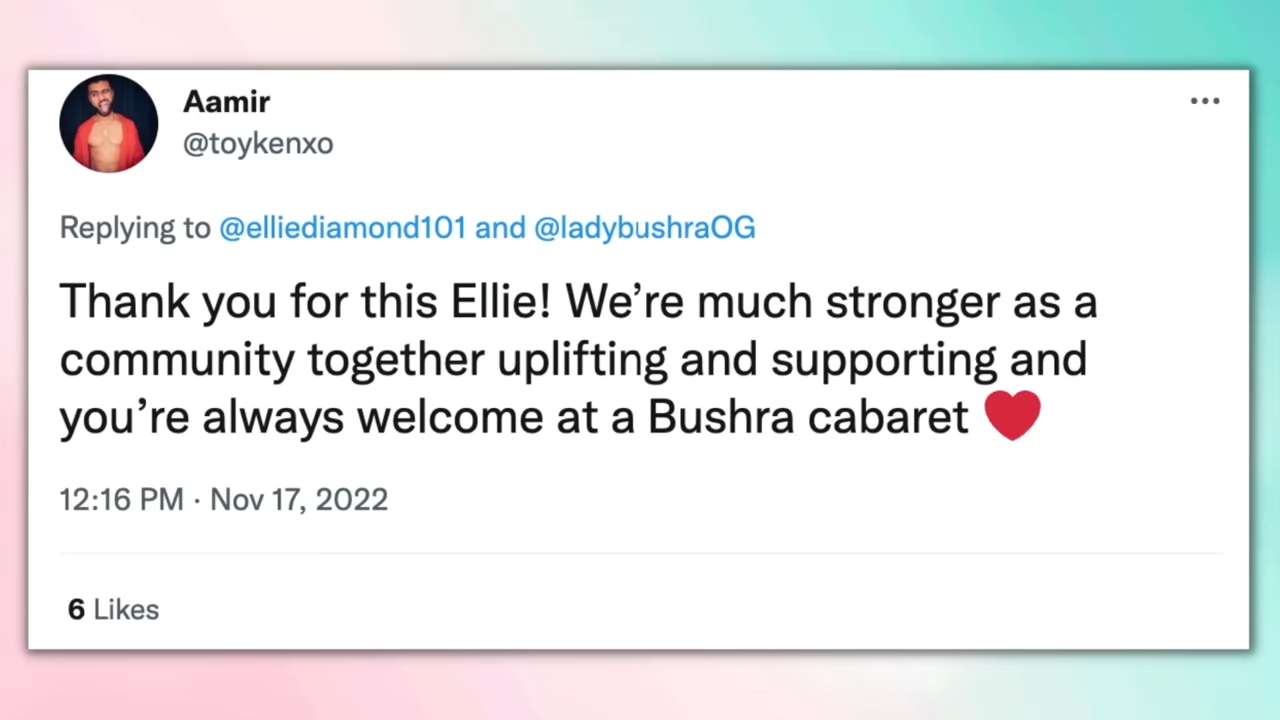 Aamir
@toykenxo
Replying to @elliediamond101 and @ladybushraOG
Thank you for this Ellie! We’re much stronger as a
community together uplifting and supporting and
you’re always welcome at a Bushra cabaret ❤️
12:16 PM · Nov 17, 2022
6 Likes